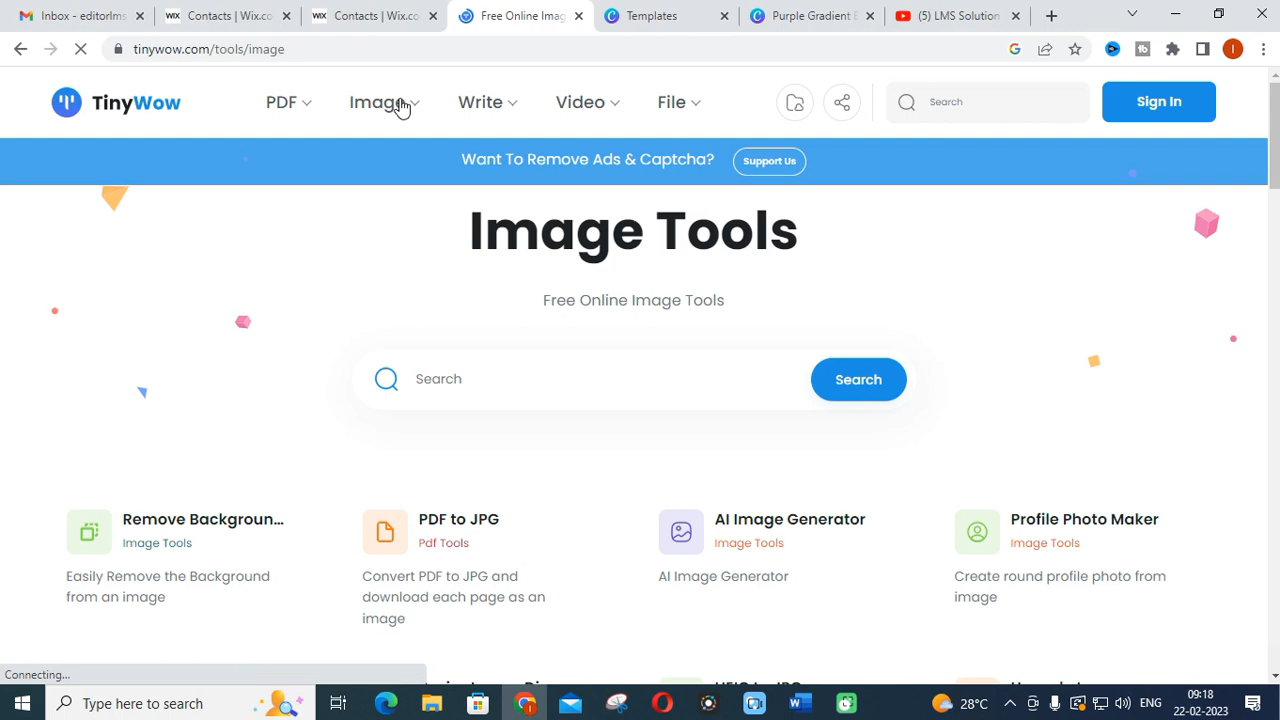 Inbox - editorlms
Contacts | Wix.co
Contacts | Wix.com
Free Online Imag
Templates
Purple Gradient B
(5) LMS Solution
tinywow.com/tools/image
TinyWow
PDF
Image
Write
Video
File
Search
Sign In
Want To Remove Ads & Captcha?
Support Us
Image Tools
Free Online Image Tools
Search
Search
Remove Backgroun...
Image Tools
Easily Remove the Background
from an image
PDF to JPG
Pdf Tools
Convert PDF to JPG and
download each page as an
image
AI Image Generator
Image Tools
AI Image Generator
Profile Photo Maker
Image Tools
Create round profile photo from
image
Connecting...
Type here to search
28°C
ENG
09:18
22-02-2023